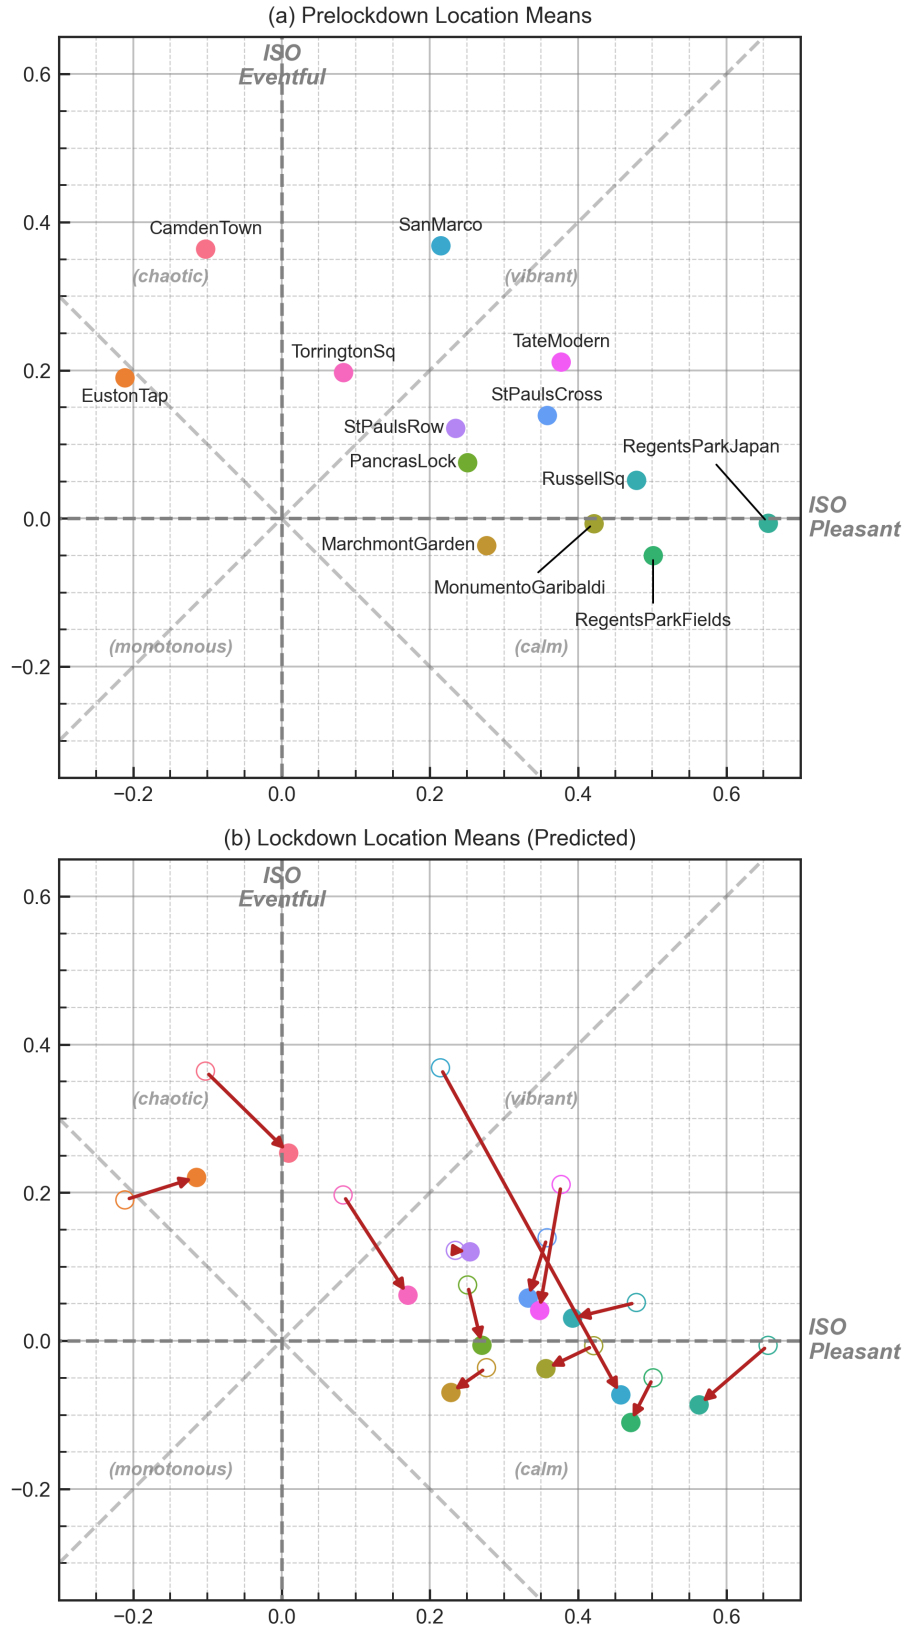 (a) Prelockdown Location Means
ISO
Eventful
0.6
0.4
CamdenTown
SanMarco
(chaotic)
(vibrant)
TorringtonSq
TateModern
0.2
EustonTap
StPaulsCross
StPaulsRow
RegentsParkJapan
PancrasLock
RussellSq
0.0
ISO
Pleasant
MarchmontGarden
MonumentoGaribaldi
RegentsParkFields
(monotonous)
(calm)
−0.2
−0.2
0.0
0.2
0.4
0.6
(b) Lockdown Location Means (Predicted)
ISO
Eventful
0.6
0.4
(chaotic)
(vibrant)
0.2
0.0
ISO
Pleasant
(monotonous)
(calm)
−0.2
−0.2
0.0
0.2
0.4
0.6